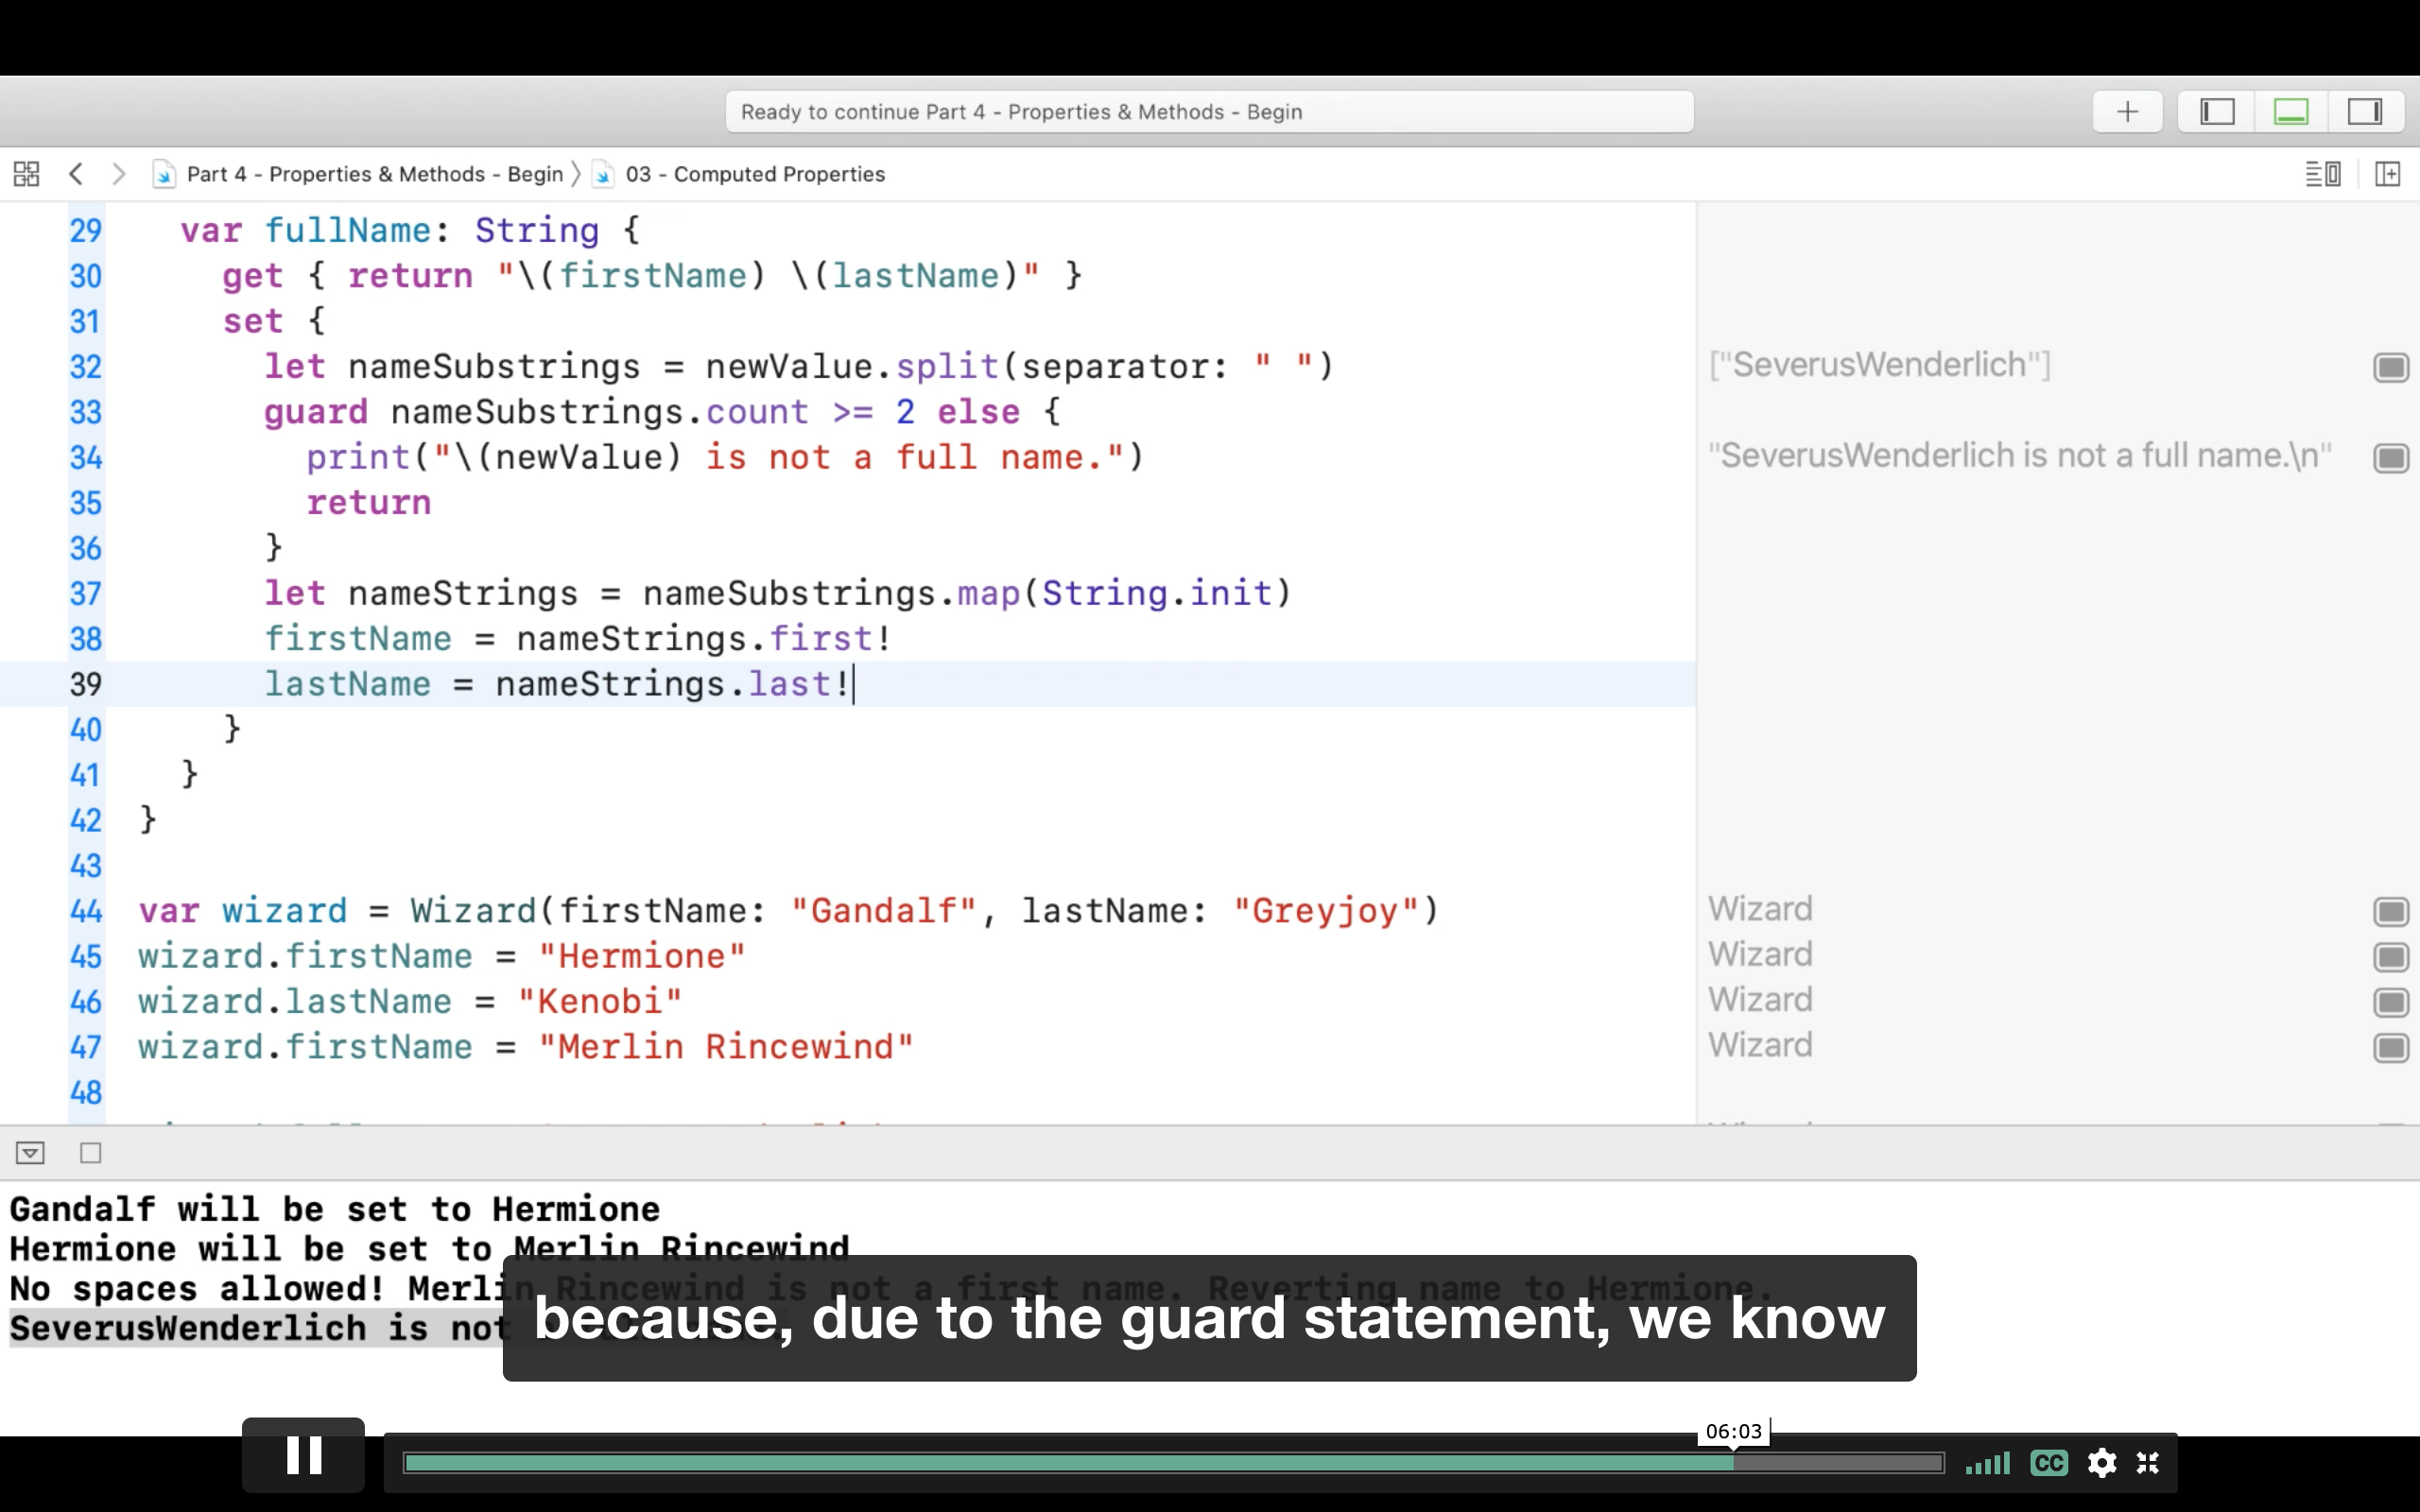 Ready to continue Part 4 - Properties & Methods - Begin
Part 4 - Properties & Methods - Begin 〉 03 - Computed Properties
29 var fullName: String {
30 get { return "\(firstName) \(lastName)" }
31 set {
32 let nameSubstrings = newValue.split(separator: " ")
["SeverusWenderlich"]
33 guard nameSubstrings.count >= 2 else {
34 print("\(newValue) is not a full name.")
"SeverusWenderlich is not a full name.\n"
35 return
36 }
37 let nameStrings = nameSubstrings.map(String.init)
38 firstName = nameStrings.first!
39 lastName = nameStrings.last!
40 }
41 }
42 }
43
44 var wizard = Wizard(firstName: "Gandalf", lastName: "Greyjoy")
Wizard
45 wizard.firstName = "Hermione"
Wizard
46 wizard.lastName = "Kenobi"
Wizard
47 wizard.firstName = "Merlin Rincewind"
Wizard
48
Gandalf will be set to Hermione
Hermione will be set to Merlin Rincewind
No spaces allowed! Merlin Rincewind is not a first name. Reverting name to Hermione.
SeverusWenderlich is not
because, due to the guard statement, we know
06:03
CC